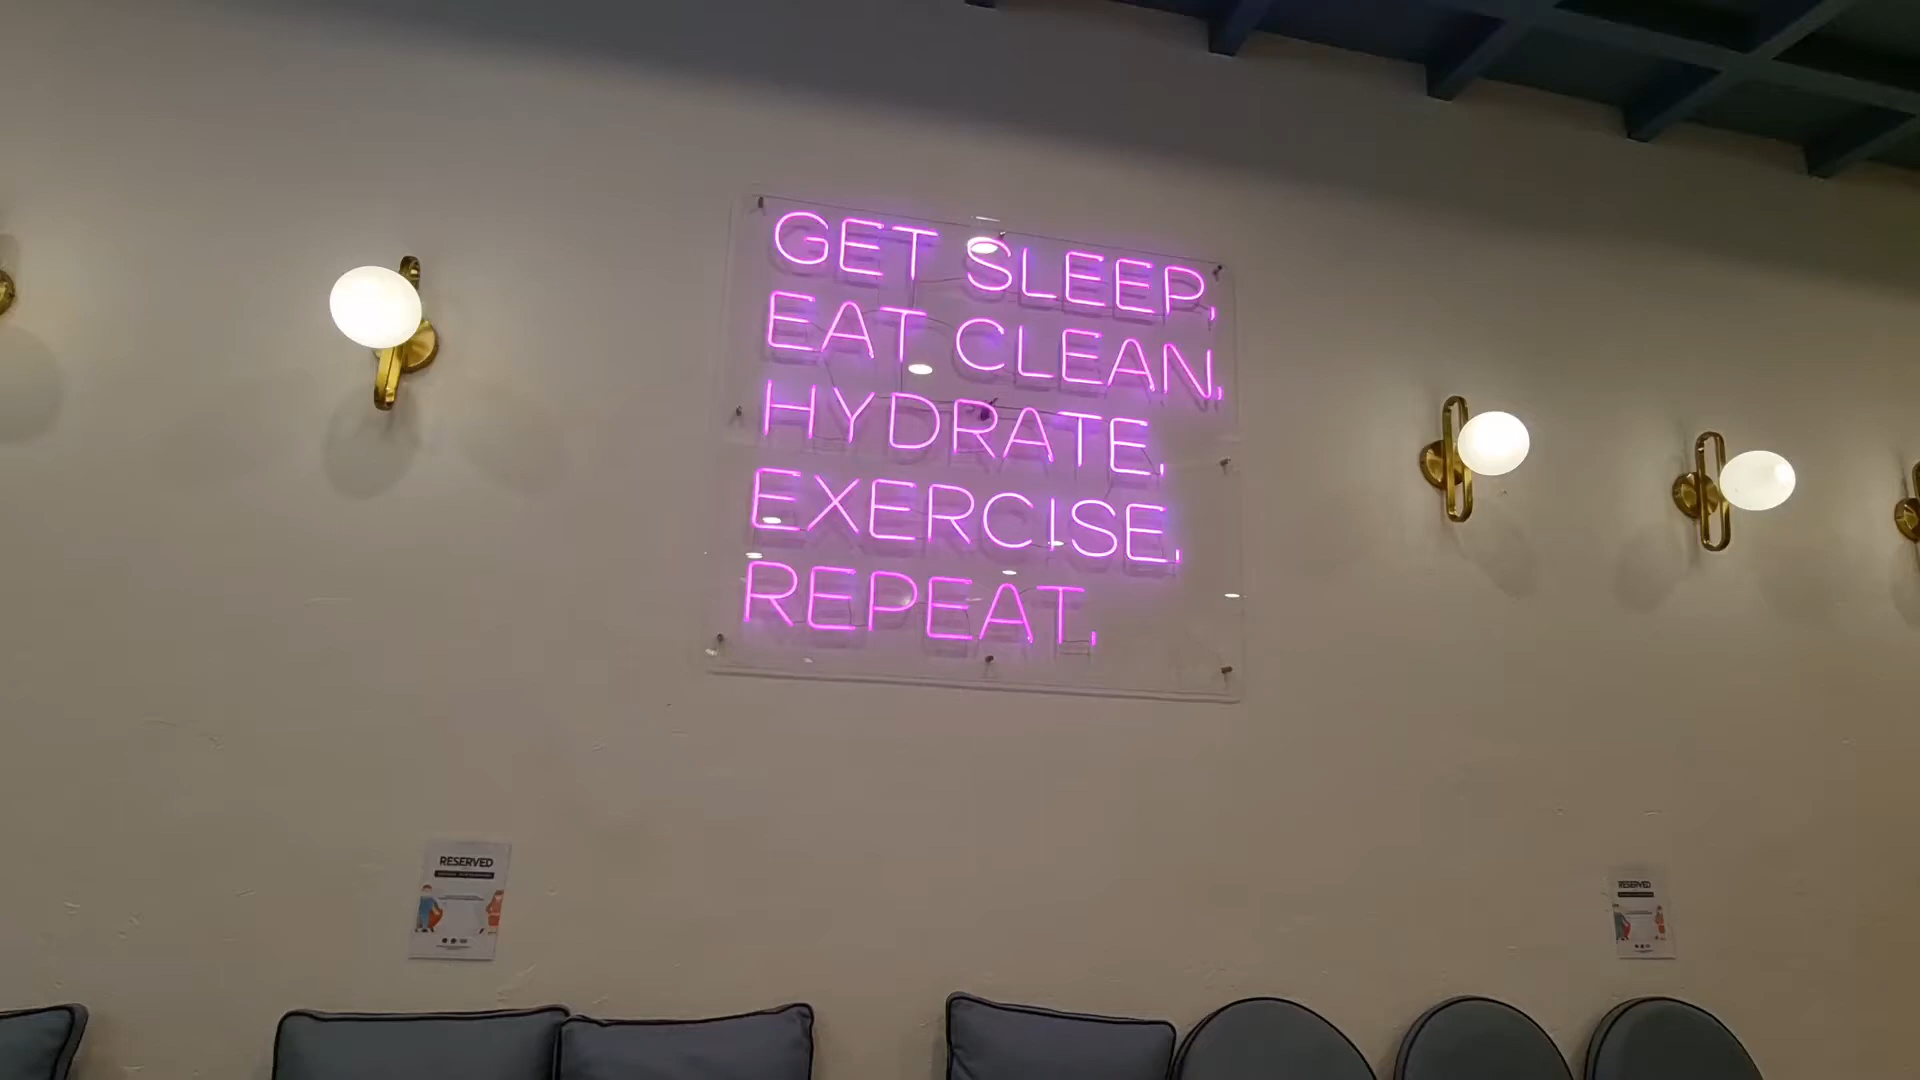 GET SLEEP,
EAT CLEAN,
HYDRATE,
EXERCISE,
REPEAT,
RESERVED
RESERVED